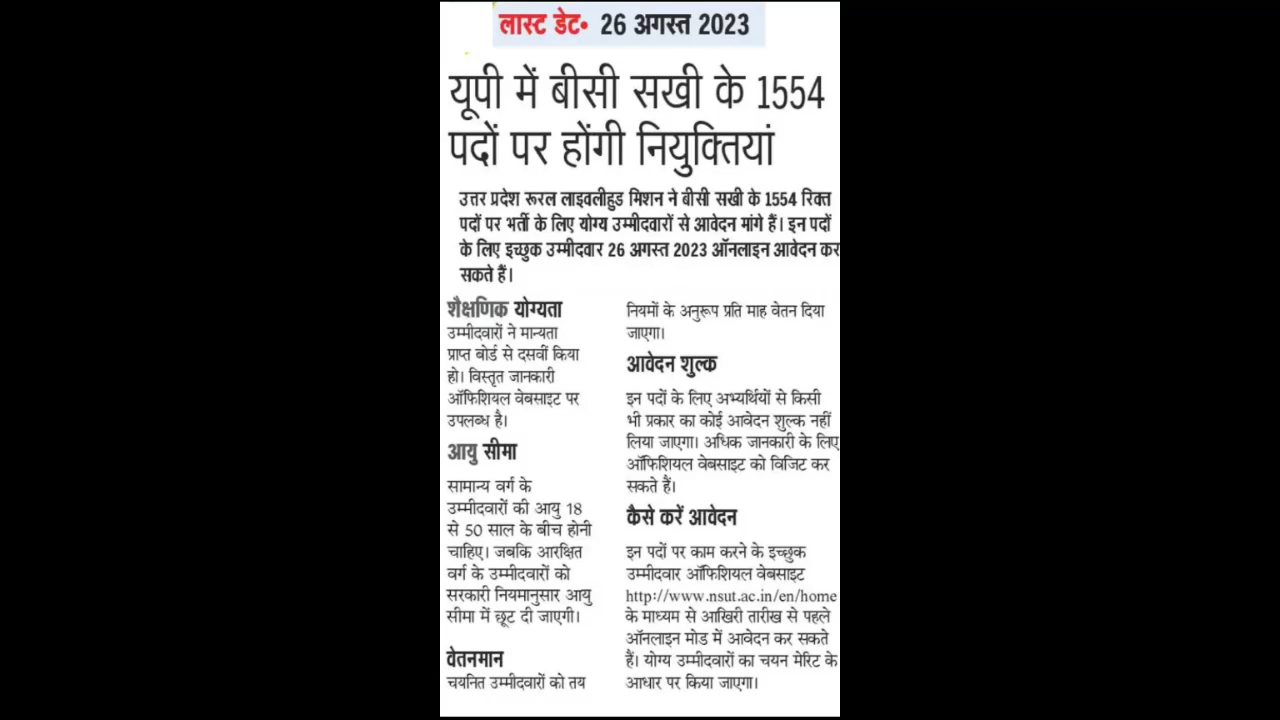 लास्ट डेट• 26 अगस्त 2023
यूपी में बीसी सखी के 1554
पदों पर होंगी नियुक्तियां
उत्तर प्रदेश रूरल लाइवलीहुड मिशन ने बीसी सखी के 1554 रिक्त
पदों पर भर्ती के लिए योग्य उम्मीदवारों से आवेदन मांगे हैं। इन पदों
के लिए इच्छुक उम्मीदवार 26 अगस्त 2023 ऑनलाइन आवेदन कर
सकते हैं।
शैक्षणिक योग्यता
उम्मीदवारों ने मान्यता
प्राप्त बोर्ड से दसवीं किया
हो। विस्तृत जानकारी
ऑफिशियल वेबसाइट पर
उपलब्ध है।
आयु सीमा
सामान्य वर्ग के
उम्मीदवारों की आयु 18
से 50 साल के बीच होनी
चाहिए। जबकि आरक्षित
वर्ग के उम्मीदवारों को
सरकारी नियमानुसार आयु
सीमा में छूट दी जाएगी।
वेतनमान
चयनित उम्मीदवारों को तय
नियमों के अनुरूप प्रति माह वेतन दिया
जाएगा।
आवेदन शुल्क
इन पदों के लिए अभ्यर्थियों से किसी
भी प्रकार का कोई आवेदन शुल्क नहीं
लिया जाएगा। अधिक जानकारी के लिए
ऑफिशियल वेबसाइट को विजिट कर
सकते हैं।
कैसे करें आवेदन
इन पदों पर काम करने के इच्छुक
उम्मीदवार ऑफिशियल वेबसाइट
http://www.nsut.ac.in/en/home
के माध्यम से आखिरी तारीख से पहले
ऑनलाइन मोड में आवेदन कर सकते
हैं। योग्य उम्मीदवारों का चयन मेरिट के
आधार पर किया जाएगा।